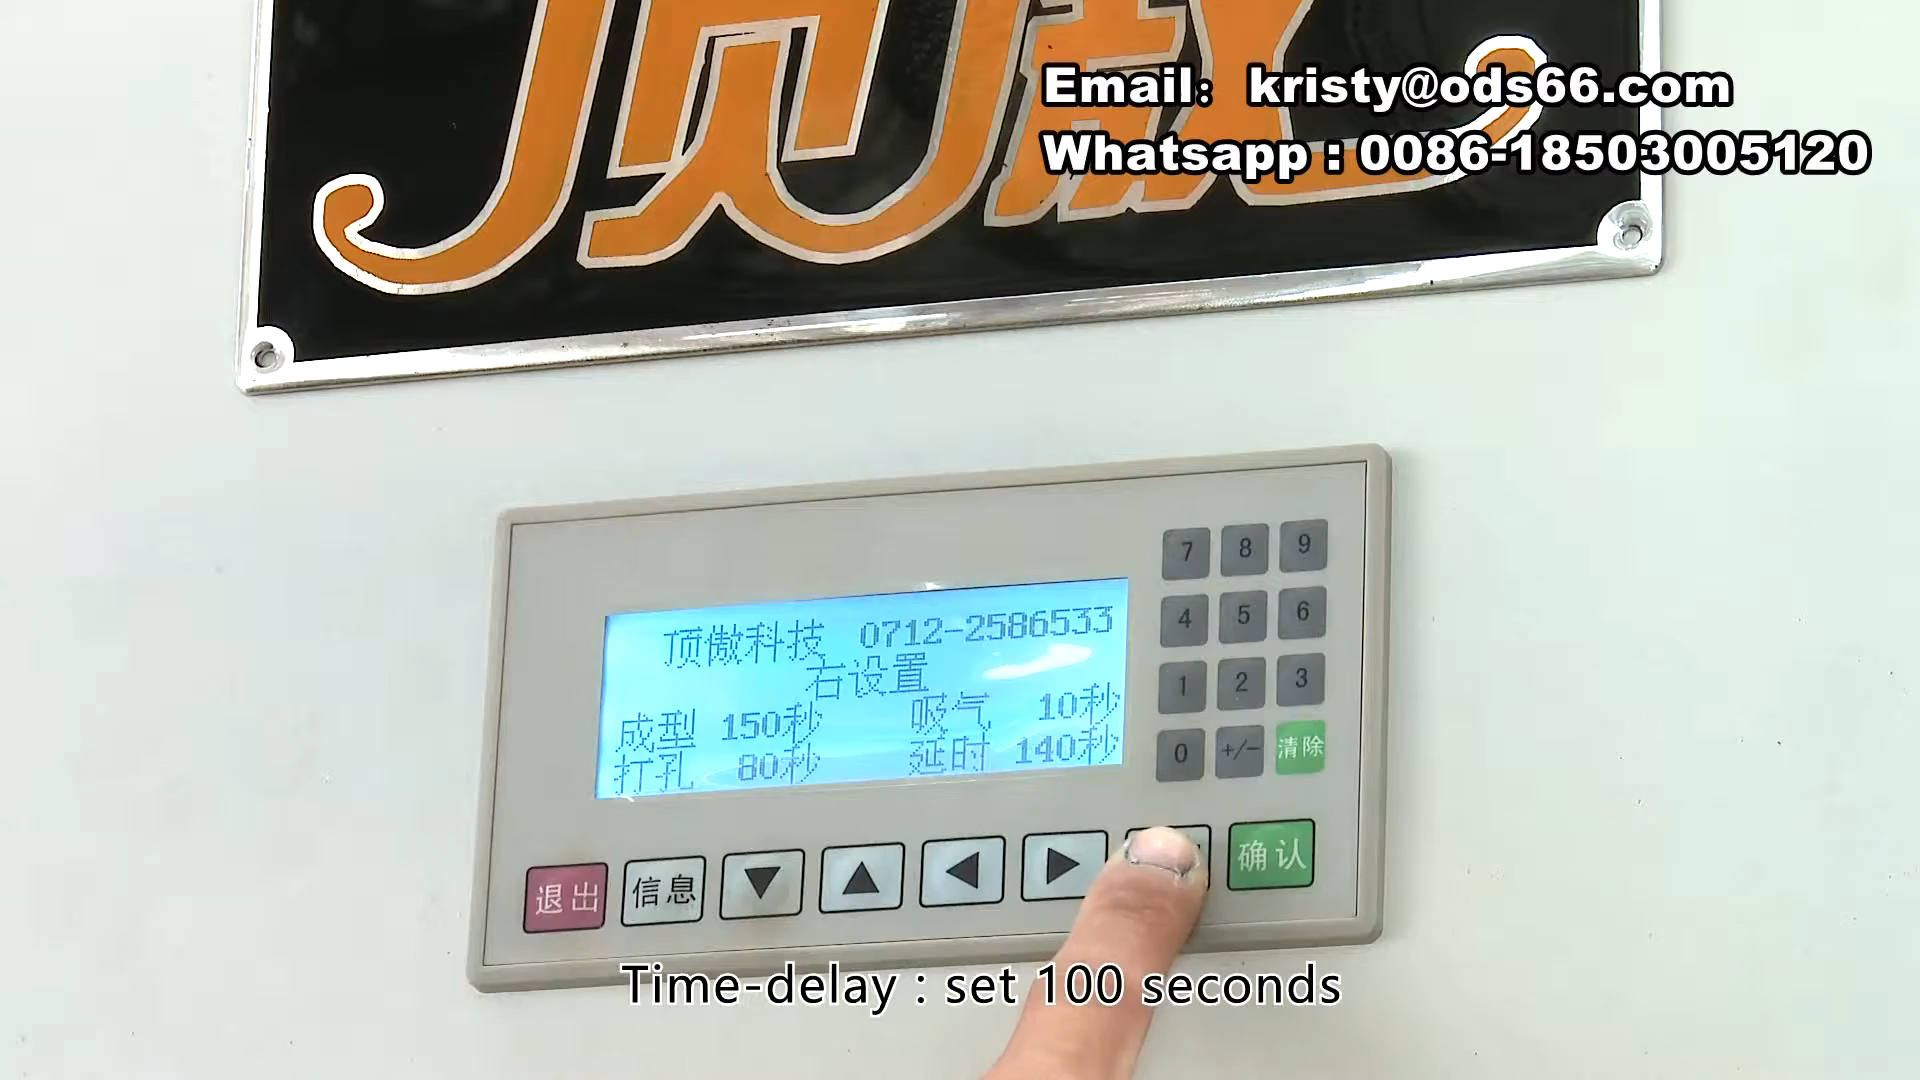 顶傲
Email：kristy@ods66.com
Whatsapp : 0086-18503005120
顶傲科技 0712-2586533
右设置
成型 150秒 吸气 10秒
打孔 80秒 延时 140秒
7 8 9
4 5 6
1 2 3
0 +/- 清除
退出 信息 ▼ ▲ ◀ ▶ 确认
Time-delay : set 100 seconds